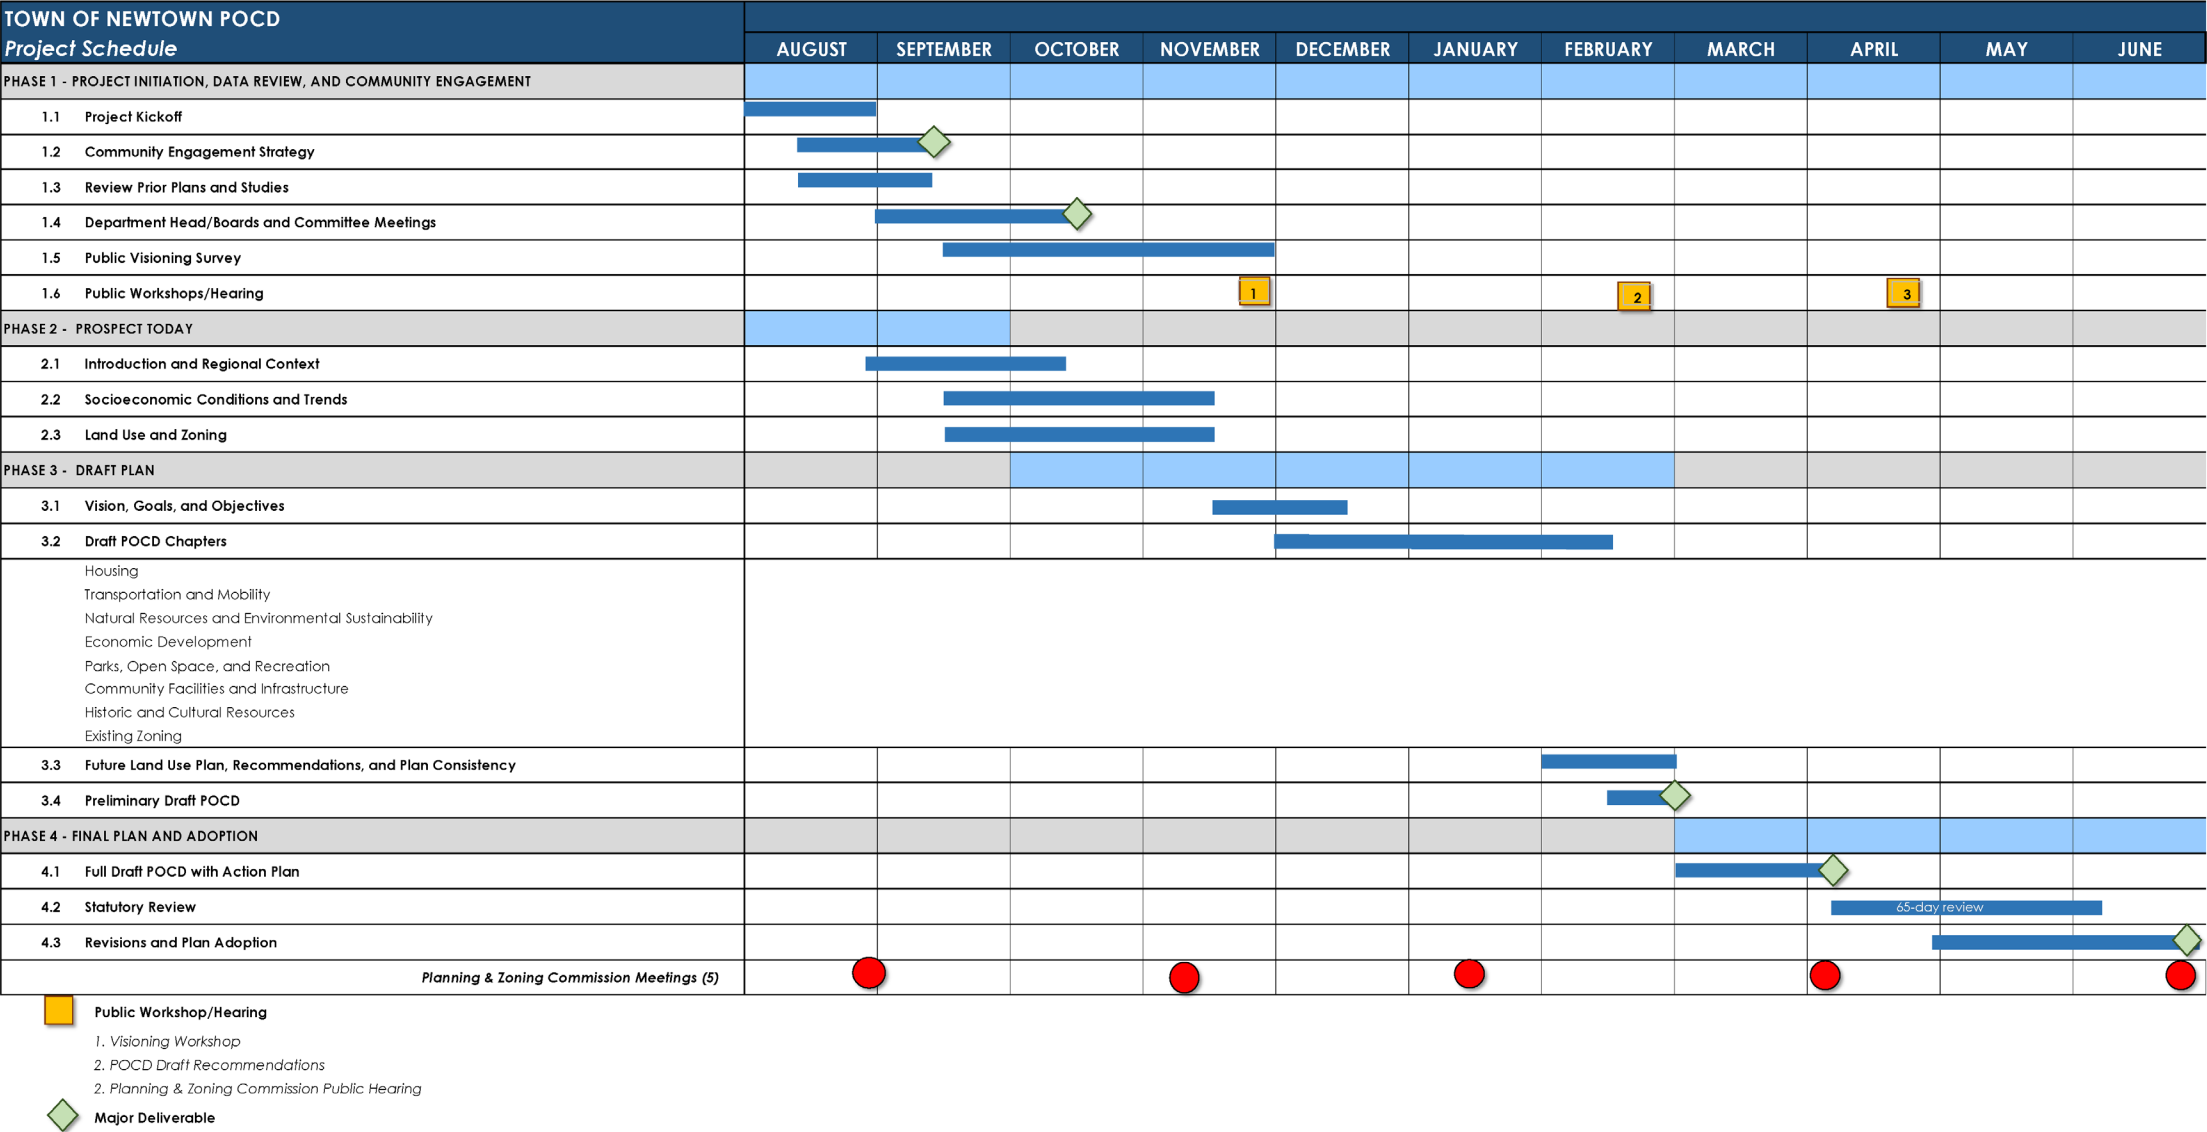 TOWN OF NEWTOWN POCD
Project Schedule
AUGUST SEPTEMBER OCTOBER NOVEMBER DECEMBER JANUARY FEBRUARY MARCH APRIL MAY JUNE
PHASE 1 - PROJECT INITIATION, DATA REVIEW, AND COMMUNITY ENGAGEMENT
1.1 Project Kickoff
1.2 Community Engagement Strategy
1.3 Review Prior Plans and Studies
1.4 Department Head/Boards and Committee Meetings
1.5 Public Visioning Survey
1.6 Public Workshops/Hearing 1 2 3
PHASE 2 - PROSPECT TODAY
2.1 Introduction and Regional Context
2.2 Socioeconomic Conditions and Trends
2.3 Land Use and Zoning
PHASE 3 - DRAFT PLAN
3.1 Vision, Goals, and Objectives
3.2 Draft POCD Chapters
Housing
Transportation and Mobility
Natural Resources and Environmental Sustainability
Economic Development
Parks, Open Space, and Recreation
Community Facilities and Infrastructure
Historic and Cultural Resources
Existing Zoning
3.3 Future Land Use Plan, Recommendations, and Plan Consistency
3.4 Preliminary Draft POCD
PHASE 4 - FINAL PLAN AND ADOPTION
4.1 Full Draft POCD with Action Plan
4.2 Statutory Review 65-day review
4.3 Revisions and Plan Adoption
Planning & Zoning Commission Meetings (5)
Public Workshop/Hearing
1. Visioning Workshop
2. POCD Draft Recommendations
2. Planning & Zoning Commission Public Hearing
Major Deliverable